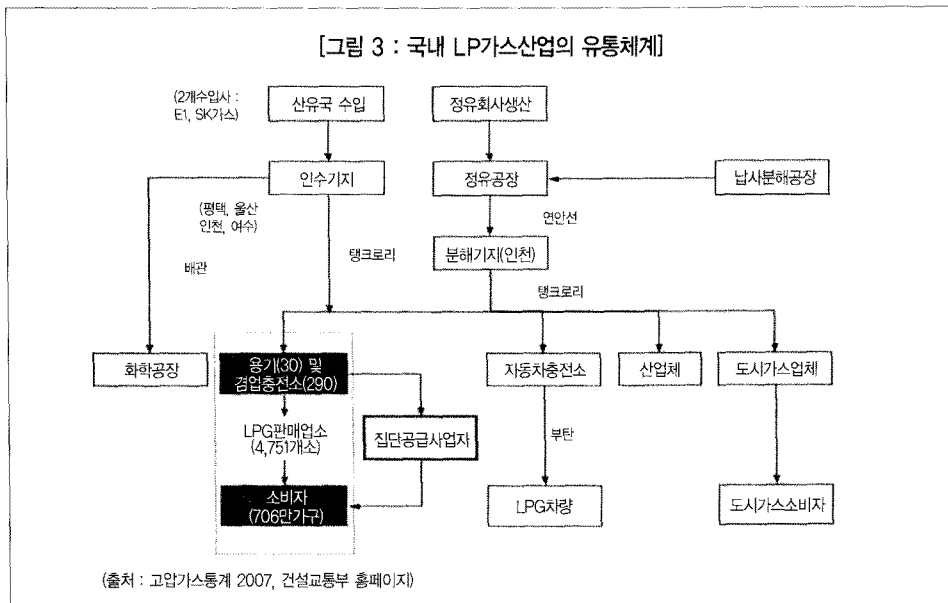 [그림 3 : 국내 LP가스산업의 유통체계]
(2개수입사 :
E1, SK가스)
산유국 수입
정유회사생산
인수기지
정유공장
납사분해공장
(평택, 울산
인천, 여수)
연안선
배관
탱크로리
분해기지(인천)
탱크로리
화학공장
용기(30) 및
겸업충전소(290)
자동차충전소
산업체
도시가스업체
LPG판매업소
(4,751개소)
집단공급사업자
부탄
소비자
(706만가구)
LPG차량
도시가스소비자
(출처 : 고압가스통계 2007, 건설교통부 홈페이지)